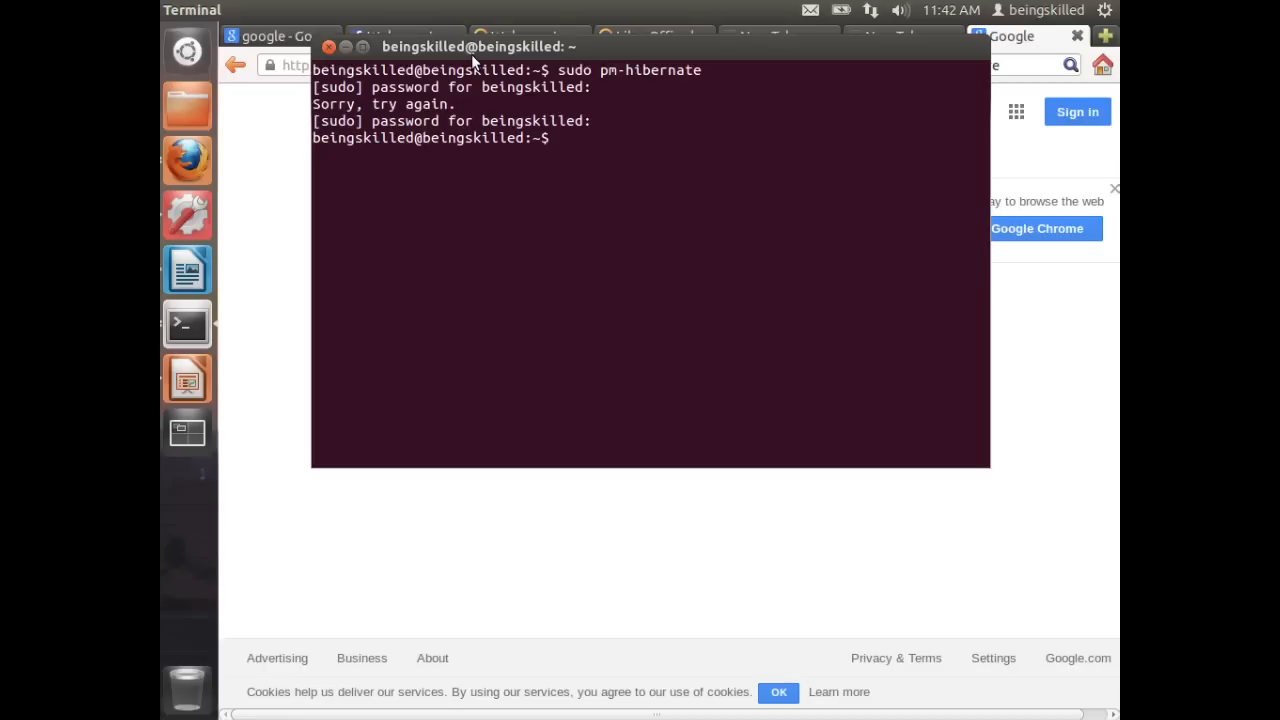 Terminal
11:42 AM
beingskilled
google - Go
Google
beingskilled@beingskilled: ~
http
e
beingskilled@beingskilled:~$ sudo pm-hibernate
[sudo] password for beingskilled:
Sorry, try again.
[sudo] password for beingskilled:
beingskilled@beingskilled:~$
Sign in
ay to browse the web
Google Chrome
Advertising
Business
About
Privacy & Terms
Settings
Google.com
Cookies help us deliver our services. By using our services, you agree to our use of cookies.
OK
Learn more